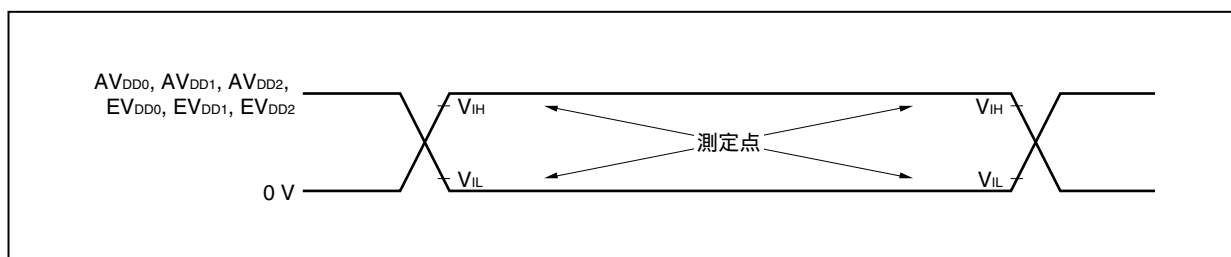 AVDD0, AVDD1, AVDD2,
EVDD0, EVDD1, EVDD2
VIH
VIH
測定点
VIL
VIL
0 V